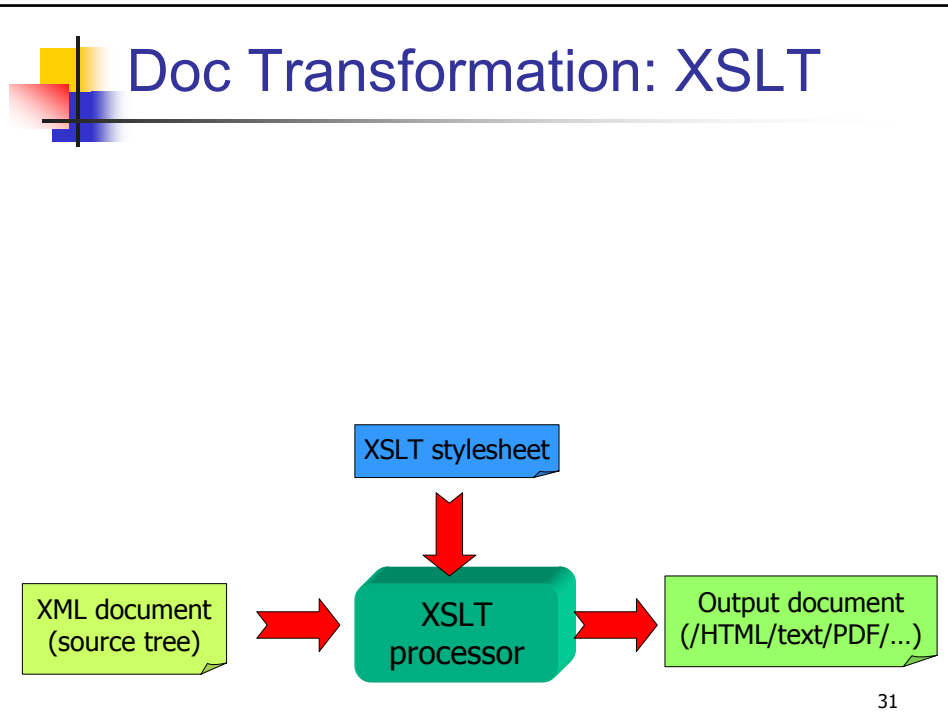 Doc Transformation: XSLT
XSLT stylesheet
XML document
(source tree)
XSLT
processor
Output document
(/HTML/text/PDF/…)
31